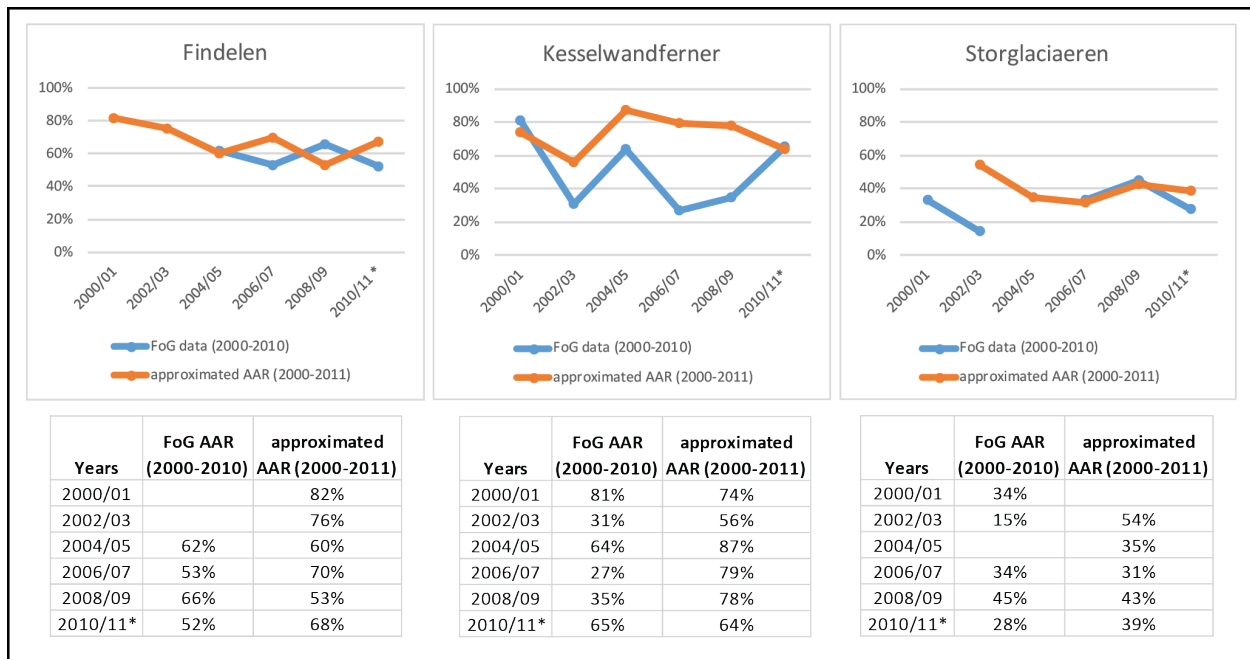 Findelen
100%
80%
60%
40%
20%
0%
2000/01
2002/03
2004/05
2006/07
2008/09
2010/11 *
FoG data (2000-2010)
approximated AAR (2000-2011)
Kesselwandferner
100%
80%
60%
40%
20%
0%
2000/01
2002/03
2004/05
2006/07
2008/09
2010/11*
FoG data (2000-2010)
approximated AAR (2000-2011)
Storglaciaeren
100%
80%
60%
40%
20%
0%
2000/01
2002/03
2004/05
2006/07
2008/09
2010/11*
FoG data (2000-2010)
approximated AAR (2000-2011)
FoG AAR approximated
Years (2000-2010) AAR (2000-2011)
2000/01 82%
2002/03 76%
2004/05 62% 60%
2006/07 53% 70%
2008/09 66% 53%
2010/11* 52% 68%
FoG AAR approximated
Years (2000-2010) AAR (2000-2011)
2000/01 81% 74%
2002/03 31% 56%
2004/05 64% 87%
2006/07 27% 79%
2008/09 35% 78%
2010/11* 65% 64%
FoG AAR approximated
Years (2000-2010) AAR (2000-2011)
2000/01 34%
2002/03 15% 54%
2004/05 35%
2006/07 34% 31%
2008/09 45% 43%
2010/11* 28% 39%